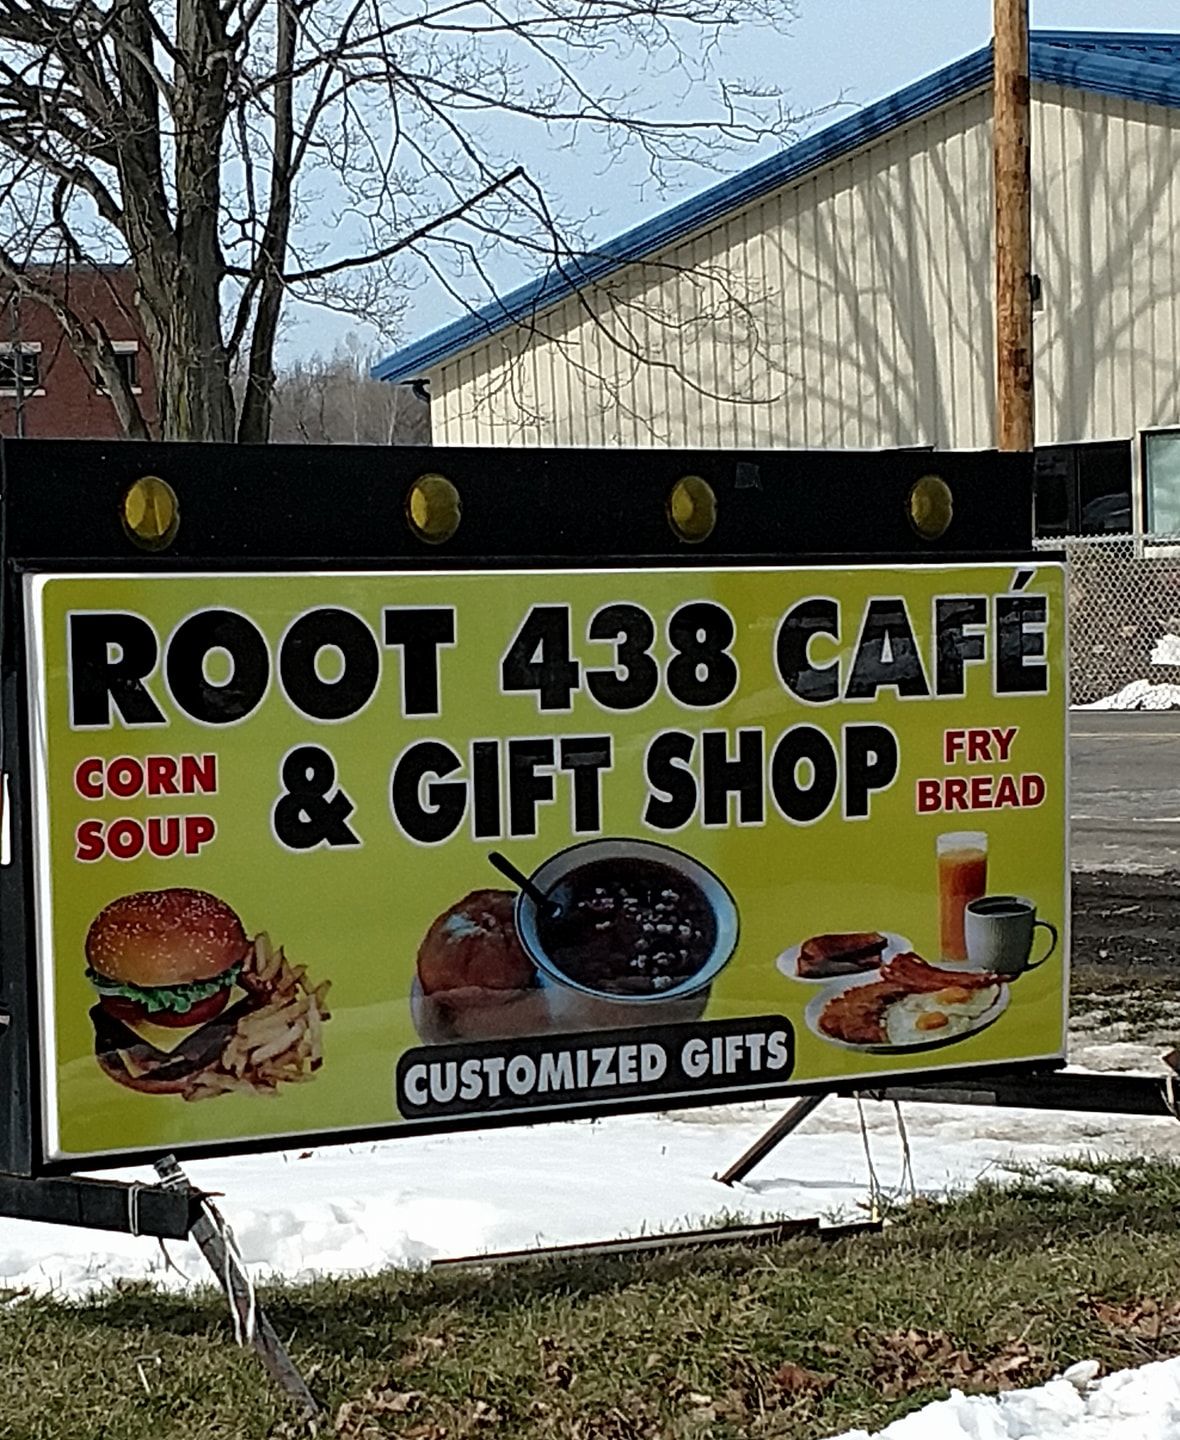 ROOT 438 CAFÉ
& GIFT SHOP
CORN
SOUP
FRY
BREAD
CUSTOMIZED GIFTS